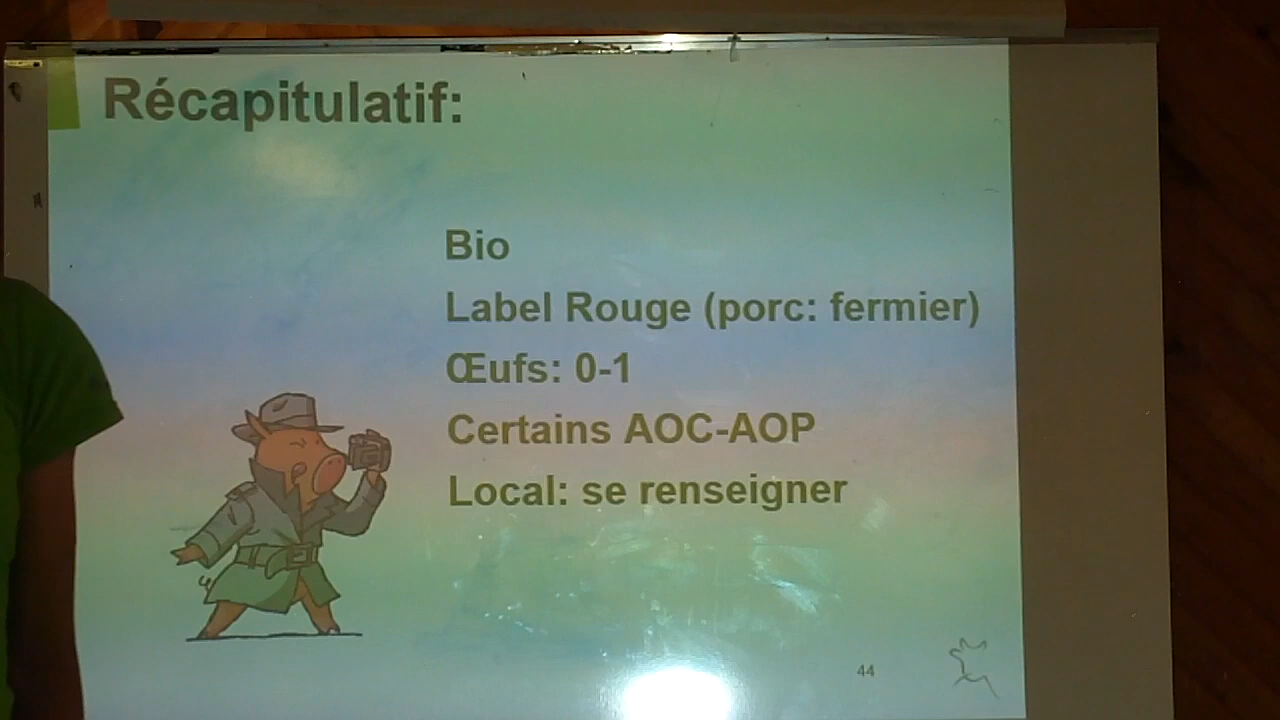 Récapitulatif:
Bio
Label Rouge (porc: fermier)
Œufs: 0-1
Certains AOC-AOP
Local: se renseigner
44